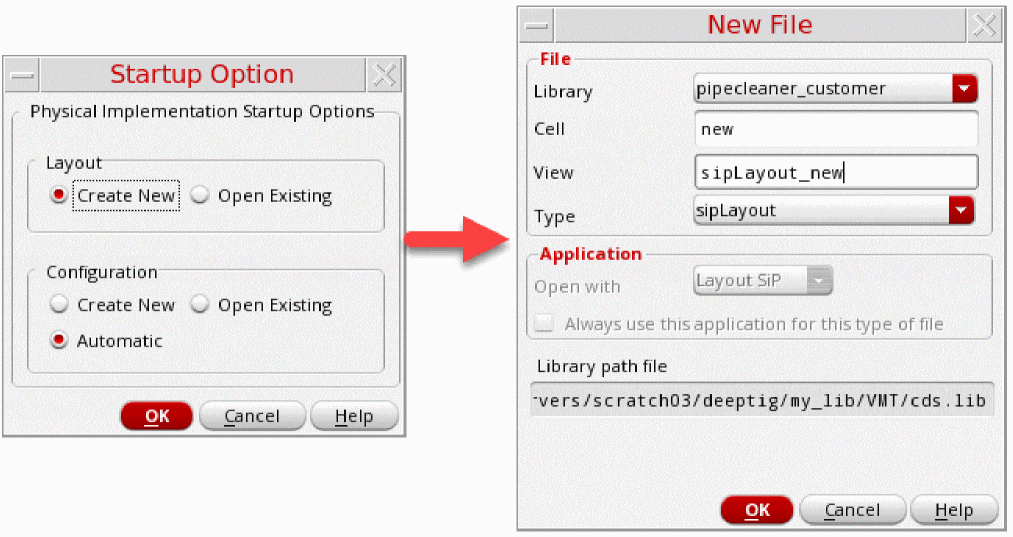 Startup Option
Physical Implementation Startup Options
Layout
Create New Open Existing
Configuration
Create New Open Existing
Automatic
OK Cancel Help
New File
File
Library pipecleaner_customer
Cell new
View sipLayout_new
Type sipLayout
Application
Open with Layout SiP
Always use this application for this type of file
Library path file
vers/scratch03/deeptig/my_lib/VMT/cds.lib
OK Cancel Help